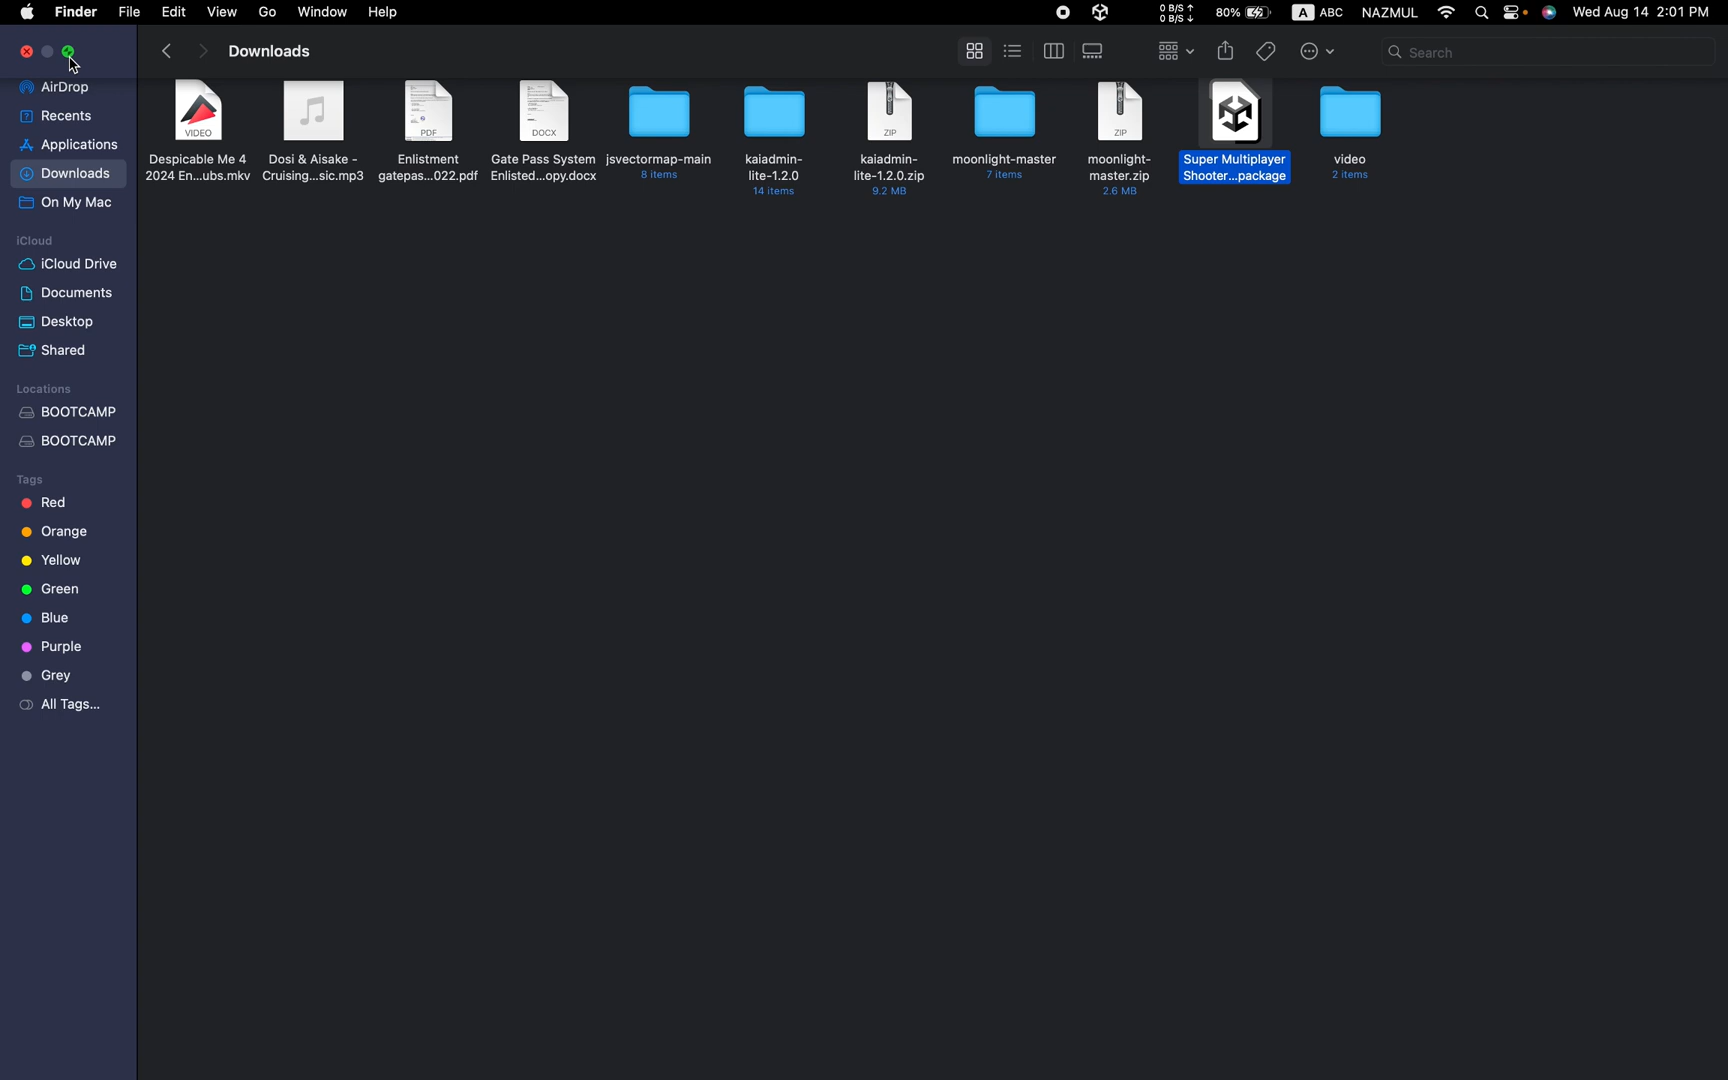 Finder File Edit View Go Window Help 0 B/S ↑ 0 B/S ↓ 80% A ABC NAZMUL Wed Aug 14 2:01 PM
Downloads Search
AirDrop
Recents
Applications
Downloads
On My Mac
iCloud
iCloud Drive
Documents
Desktop
Shared
Locations
BOOTCAMP
BOOTCAMP
Tags
Red
Orange
Yellow
Green
Blue
Purple
Grey
All Tags...
VIDEO
Despicable Me 4
2024 En...ubs.mkv
Dosi & Aisake -
Cruising...sic.mp3
PDF
Enlistment
gatepas...022.pdf
DOCX
Gate Pass System
Enlisted...opy.docx
jsvectormap-main
8 items
kaiadmin-
lite-1.2.0
14 items
ZIP
kaiadmin-
lite-1.2.0.zip
9.2 MB
moonlight-master
7 items
ZIP
moonlight-
master.zip
2.6 MB
Super Multiplayer
Shooter...package
video
2 items